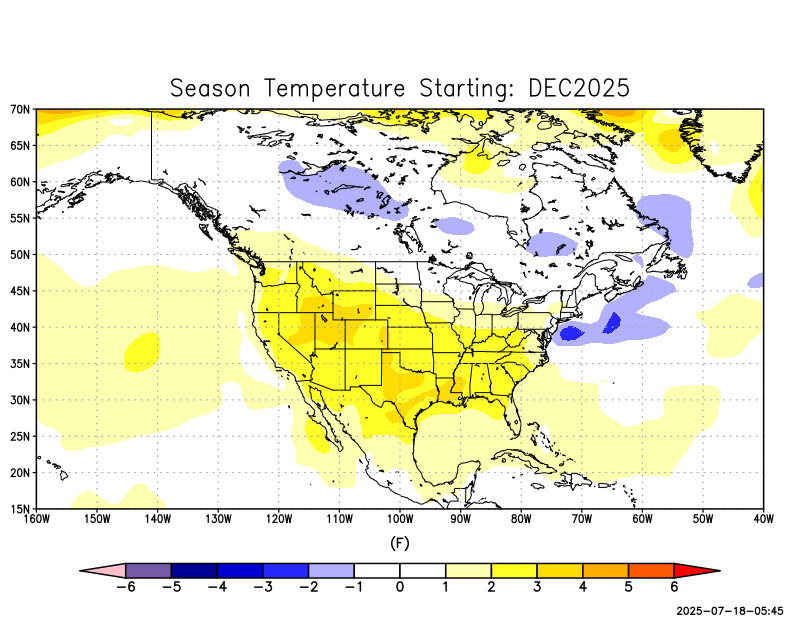 Season Temperature Starting: DEC2025
70N
65N
60N
55N
50N
45N
40N
35N
30N
25N
20N
15N
160W 150W 140W 130W 120W 110W 100W 90W 80W 70W 60W 50W 40W
(F)
−6 −5 −4 −3 −2 −1 0 1 2 3 4 5 6
2025-07-18-05:45